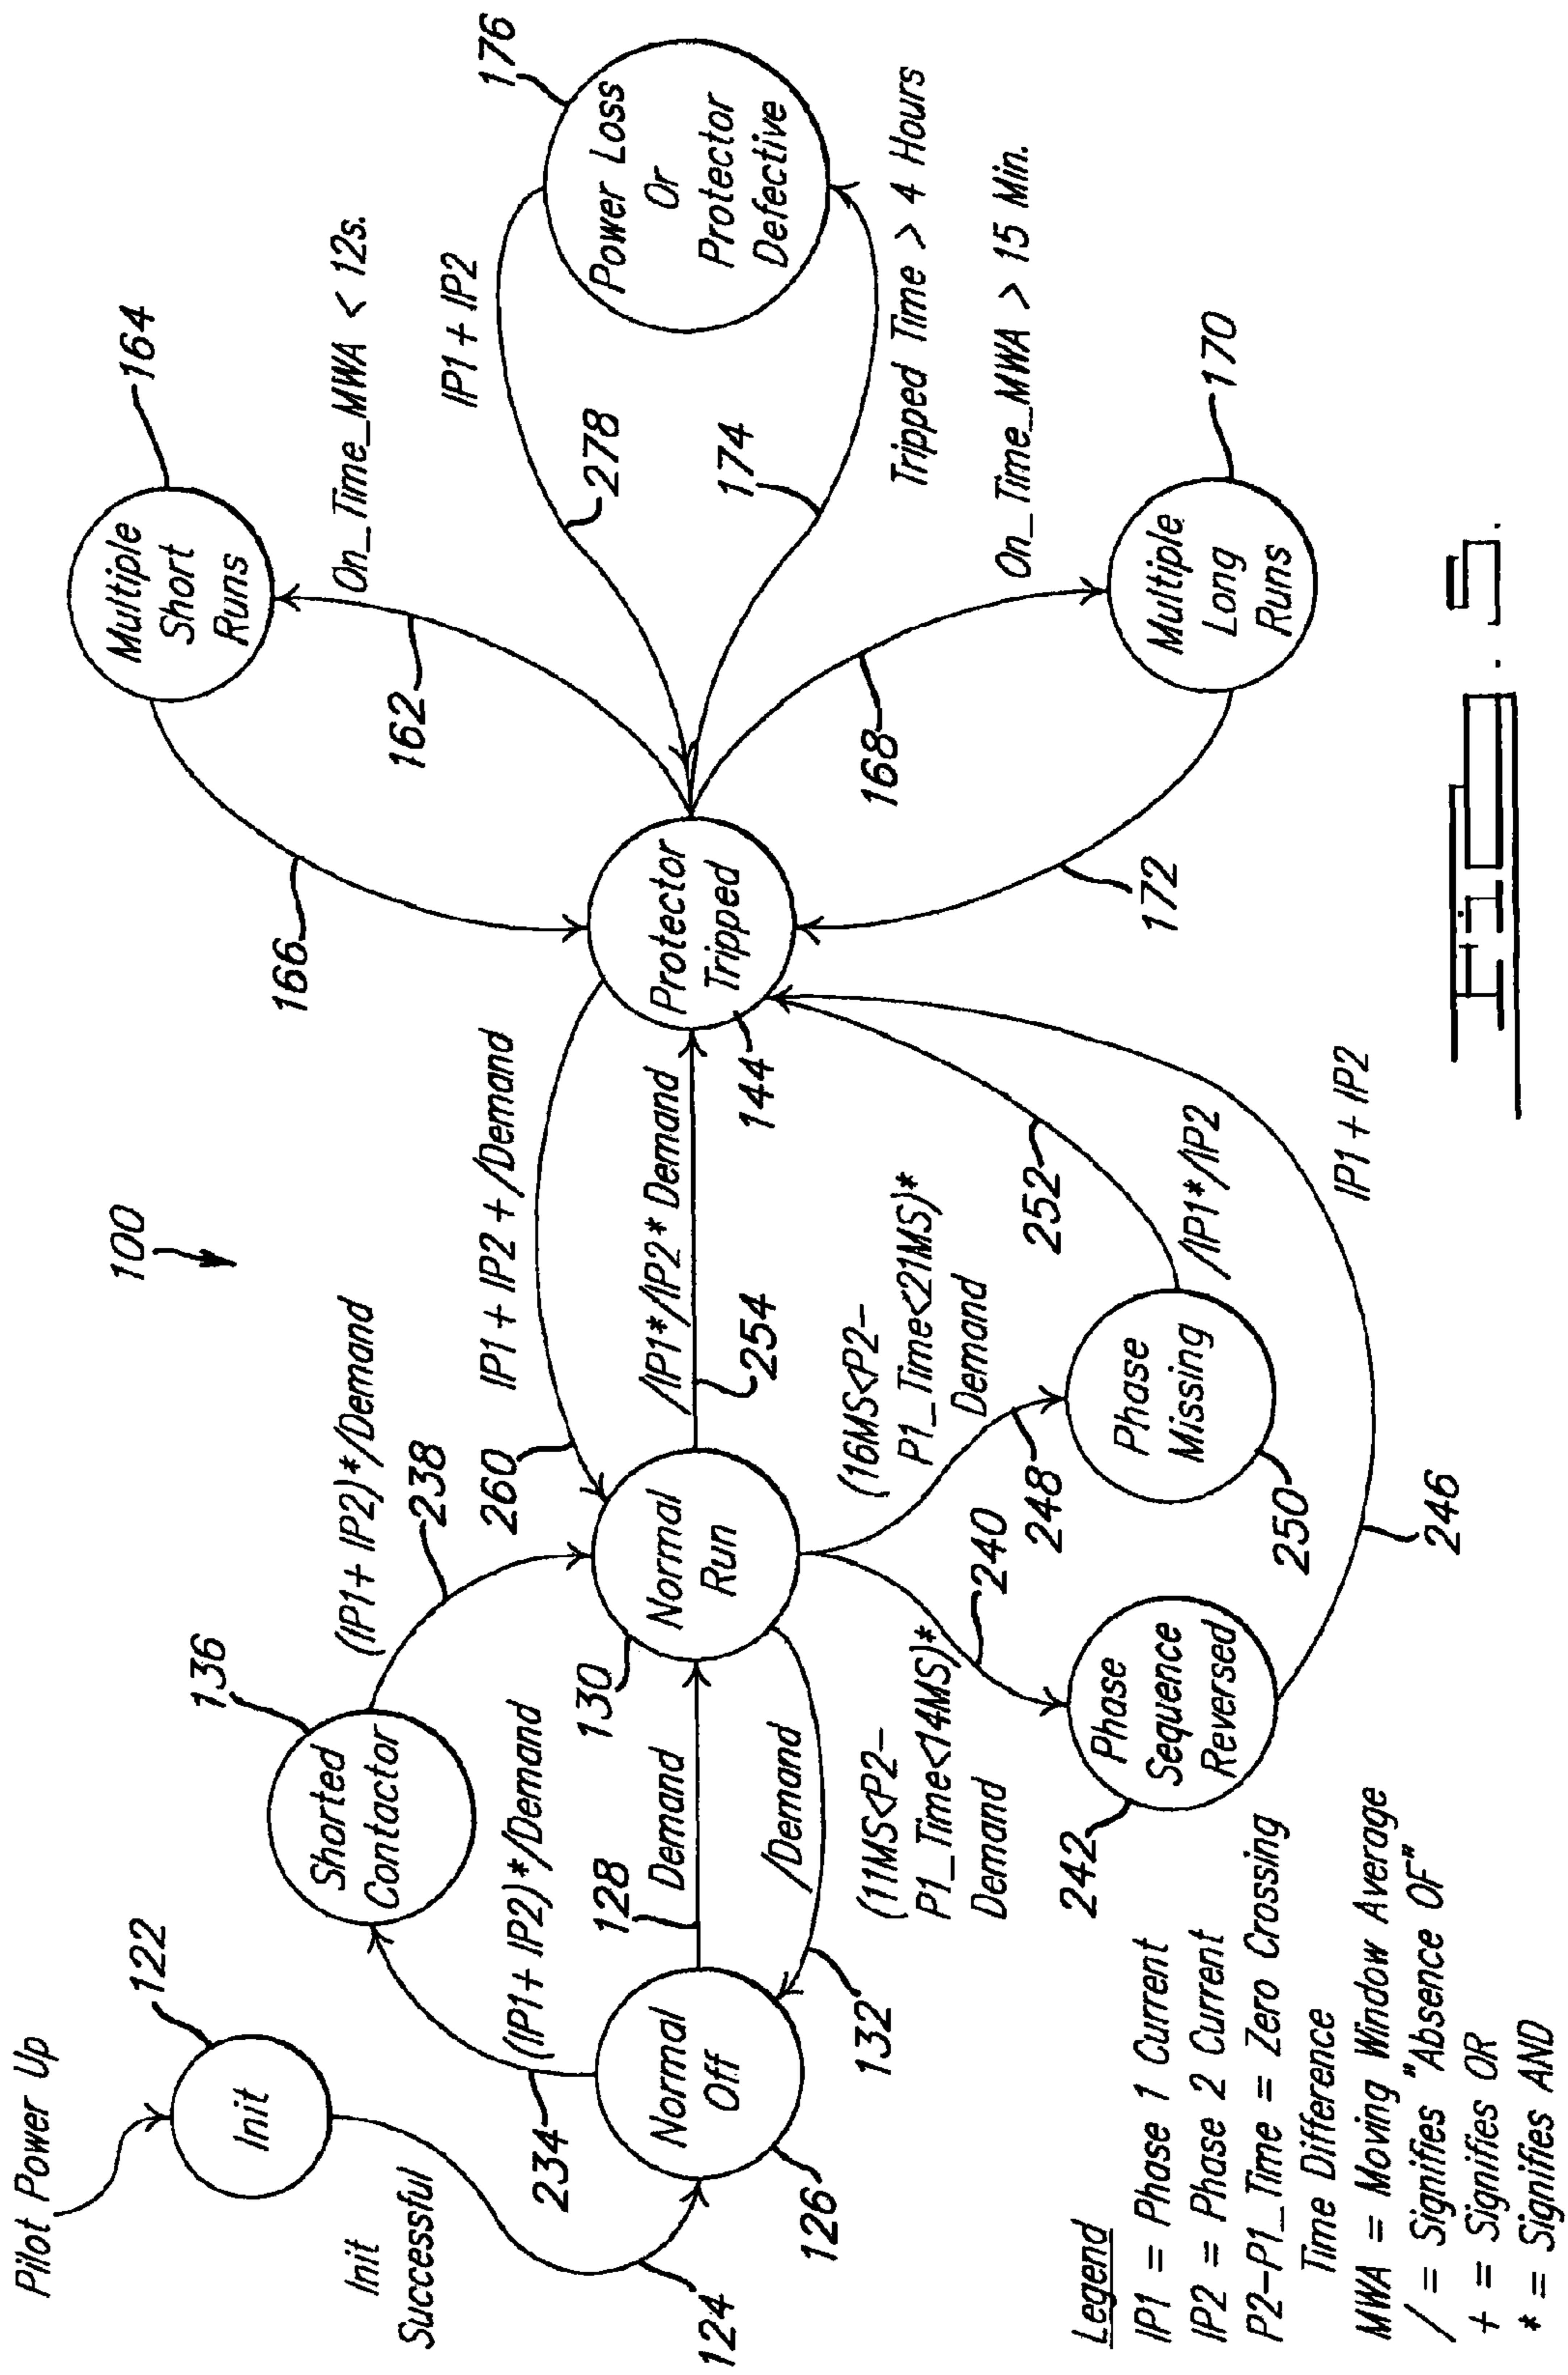 100
Pilot Power Up
122
Init
Init
Successful
124
136
Shorted
Contactor
(IP1+ IP2)*/Demand
238
(IP1+ IP2)*/Demand
234
Normal
Off
126
128
Demand
/Demand
132
130
Normal
Run
260
IP1 + IP2 + /Demand
/IP1*/IP2* Demand
254
144
Protector
Tripped
166
162
164
Multiple
Short
Runs
On_Time_MWA < 12s.
278
IP1 + IP2
176
Power Loss
Or
Protector
Defective
174
Tripped Time > 4 Hours
168
On_Time_MWA > 15 Min.
170
Multiple
Long
Runs
172
(11MS<P2-
P1_Time<14MS)*
Demand
240
242
Phase
Sequence
Reversed
(16MS<P2-
P1_Time<21MS)*
Demand
248
Phase
Missing
250
252
/IP1*/IP2
246
IP1 + IP2
Legend
IP1 = Phase 1 Current
IP2 = Phase 2 Current
P2-P1_Time = Zero Crossing
Time Difference
MWA = Moving Window Average
/ = Signifies "Absence OF"
+ = Signifies OR
* = Signifies AND
Fig. 5.